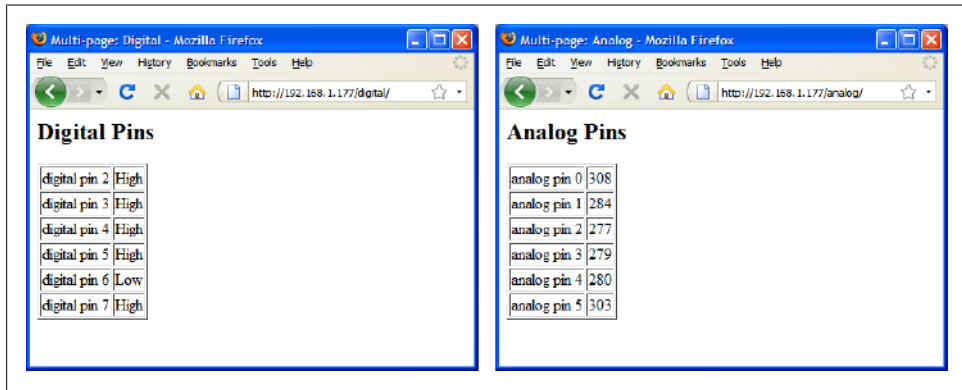 Multi-page: Digital - Mozilla Firefox
File Edit View History Bookmarks Tools Help
http://192.168.1.177/digital/
Digital Pins
digital pin 2 High
digital pin 3 High
digital pin 4 High
digital pin 5 High
digital pin 6 Low
digital pin 7 High
Multi-page: Analog - Mozilla Firefox
File Edit View History Bookmarks Tools Help
http://192.168.1.177/analog/
Analog Pins
analog pin 0 308
analog pin 1 284
analog pin 2 277
analog pin 3 279
analog pin 4 280
analog pin 5 303